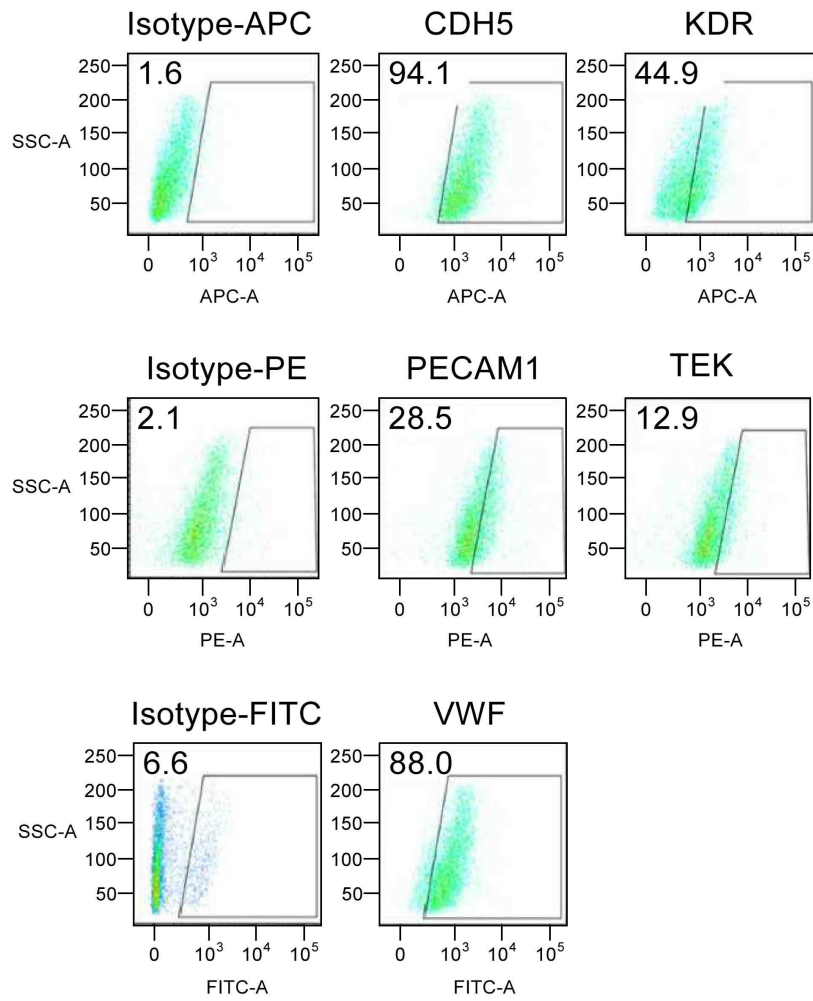 Isotype-APC CDH5 KDR
250 1.6 250 94.1 250 44.9
200 200 200
SSC-A 150 150 150
100 100 100
50 50 50
0 10³ 10⁴ 10⁵ 0 10³ 10⁴ 10⁵ 0 10³ 10⁴ 10⁵
APC-A APC-A APC-A
Isotype-PE PECAM1 TEK
250 2.1 250 28.5 250 12.9
200 200 200
SSC-A 150 150 150
100 100 100
50 50 50
0 10³ 10⁴ 10⁵ 0 10³ 10⁴ 10⁵ 0 10³ 10⁴ 10⁵
PE-A PE-A PE-A
Isotype-FITC VWF
250 6.6 250 88.0
200 200
SSC-A 150 150
100 100
50 50
0 10³ 10⁴ 10⁵ 0 10³ 10⁴ 10⁵
FITC-A FITC-A